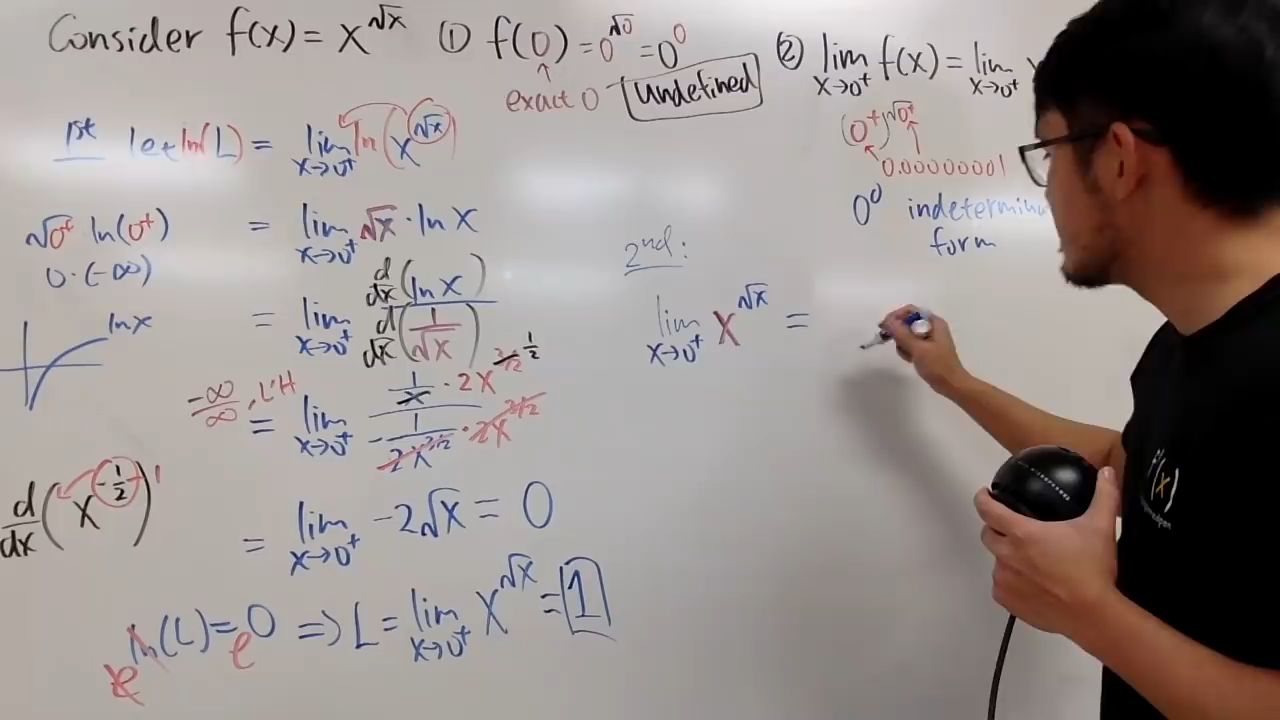 Consider f(x) = x^√x ① f(0) = 0^√0 = 0^0
exact 0 undefined
② lim x→0⁺ f(x) = lim x→0⁺
(0⁺)^√0⁺
0.00000001
0^0 indetermin
form
1st let ln(L) = lim x→0⁺ ln(x^√x)
√0⁺ ln(0⁺) = lim x→0⁺ √x · ln x
0·(-∞)
ln x
= lim x→0⁺ d/dx(ln x) / d/dx(1/√x)
-∞/∞, L'H = lim x→0⁺ (1/x · 2x^(3/2) 1/2) / (-1/(2x^(3/2)) · 2x^(3/2))
d/dx(x^(-1/2))
= lim x→0⁺ -2√x = 0
e^ln(L) = e^0 ⇒ L = lim x→0⁺ x^√x = 1
2nd:
lim x→0⁺ x^√x =
f(x)